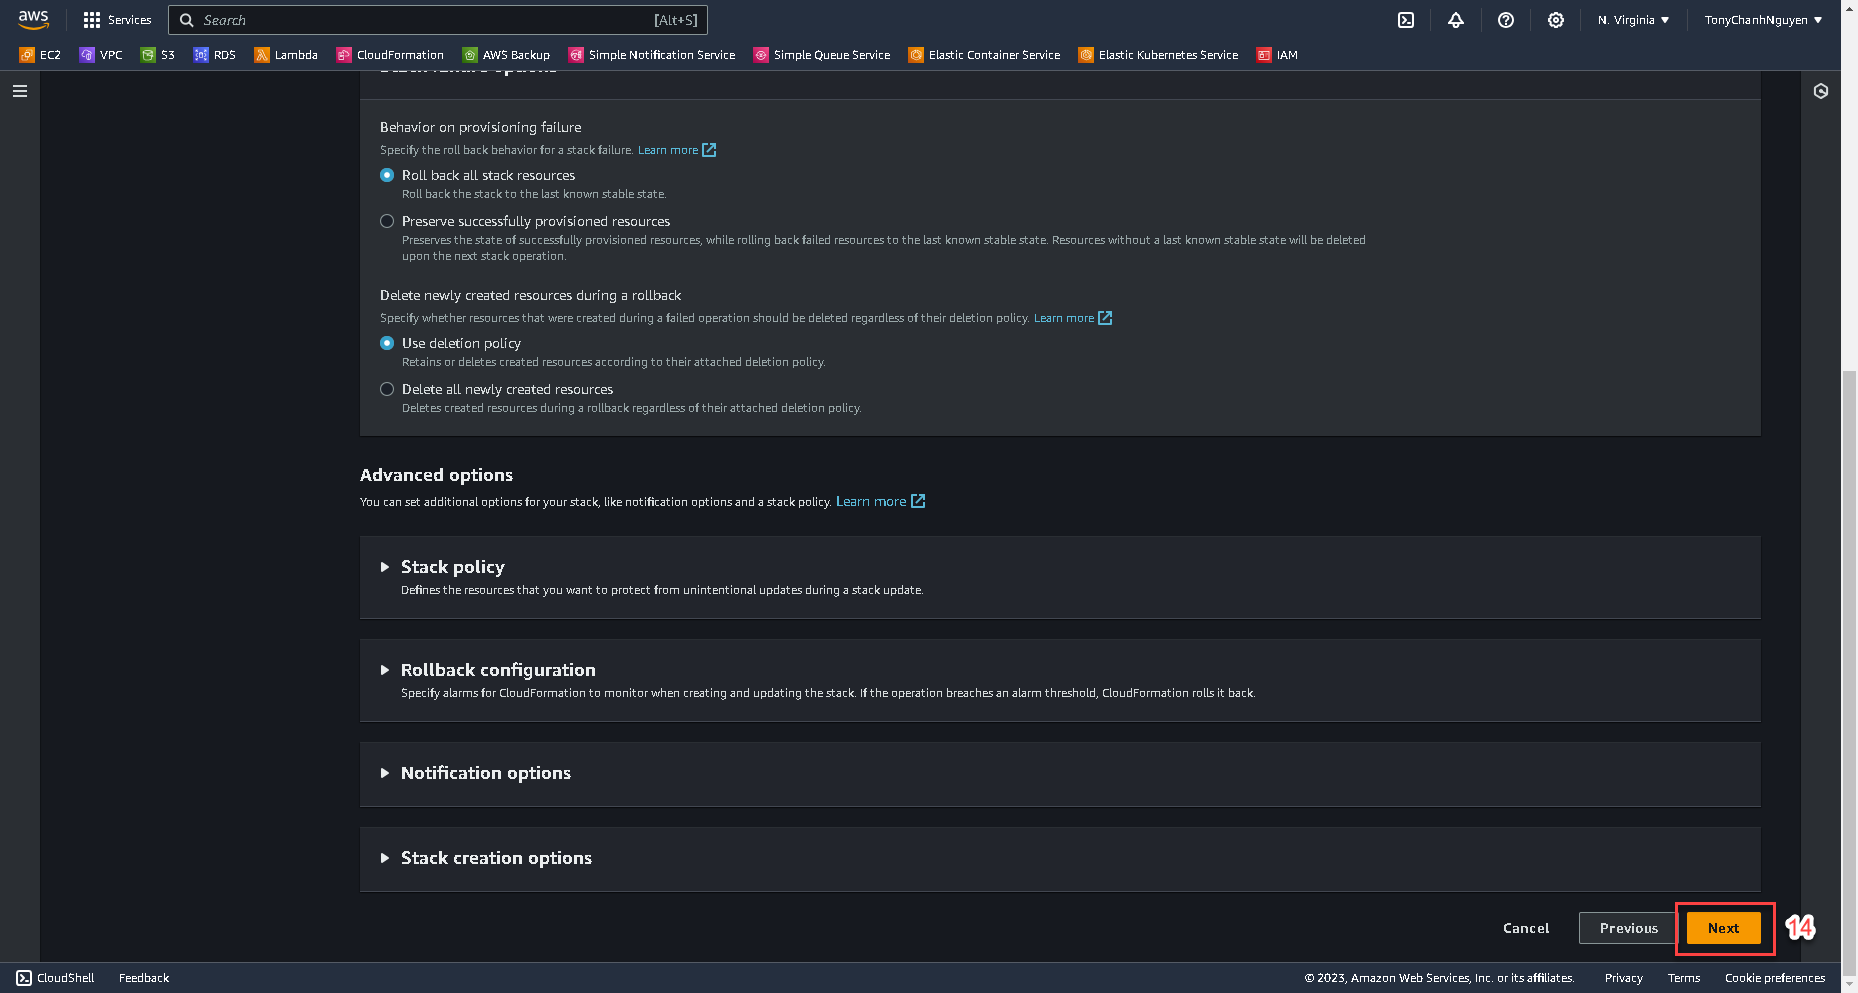 aws
Services
Search
[Alt+S]
N. Virginia
TonyChanhNguyen
EC2
VPC
S3
RDS
Lambda
CloudFormation
AWS Backup
Simple Notification Service
Simple Queue Service
Elastic Container Service
Elastic Kubernetes Service
IAM
Behavior on provisioning failure
Specify the roll back behavior for a stack failure. Learn more
Roll back all stack resources
Roll back the stack to the last known stable state.
Preserve successfully provisioned resources
Preserves the state of successfully provisioned resources, while rolling back failed resources to the last known stable state. Resources without a last known stable state will be deleted
upon the next stack operation.
Delete newly created resources during a rollback
Specify whether resources that were created during a failed operation should be deleted regardless of their deletion policy. Learn more
Use deletion policy
Retains or deletes created resources according to their attached deletion policy.
Delete all newly created resources
Deletes created resources during a rollback regardless of their attached deletion policy.
Advanced options
You can set additional options for your stack, like notification options and a stack policy. Learn more
Stack policy
Defines the resources that you want to protect from unintentional updates during a stack update.
Rollback configuration
Specify alarms for CloudFormation to monitor when creating and updating the stack. If the operation breaches an alarm threshold, CloudFormation rolls it back.
Notification options
Stack creation options
Cancel
Previous
Next
14
CloudShell
Feedback
© 2023, Amazon Web Services, Inc. or its affiliates.
Privacy
Terms
Cookie preferences